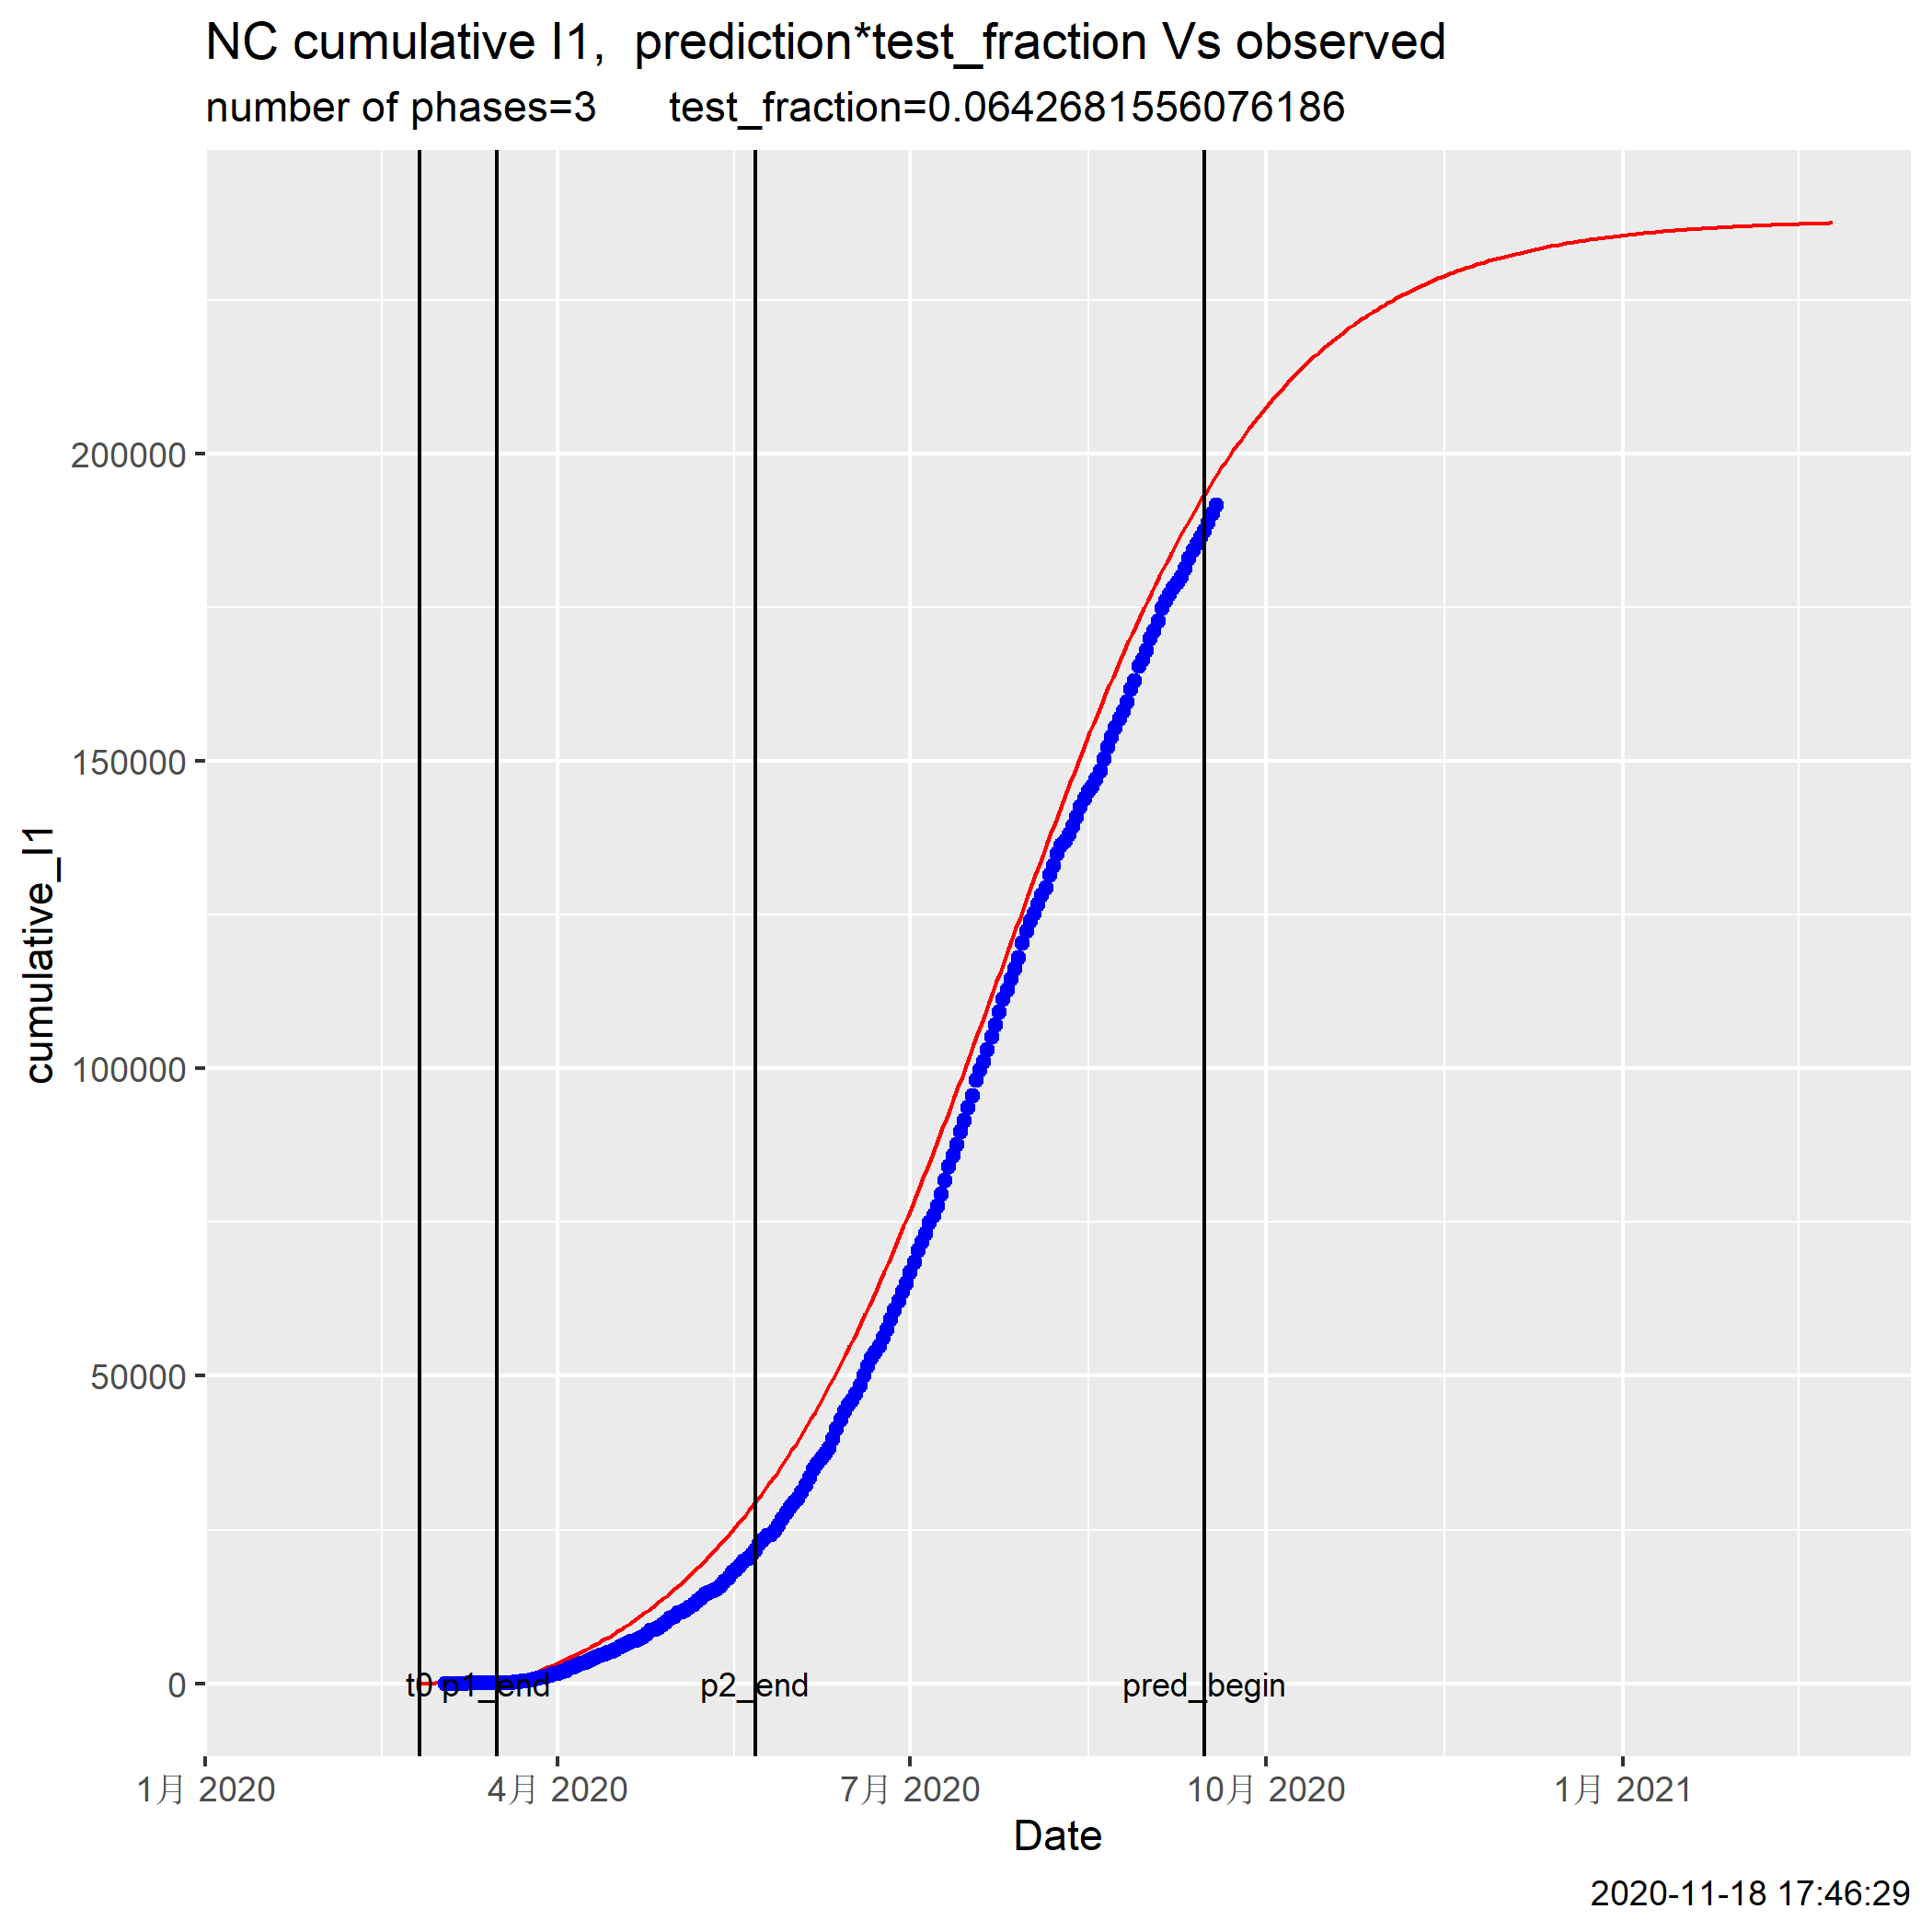 NC cumulative I1,  prediction*test_fraction Vs observed
number of phases=3      test_fraction=0.0642681556076186
cumulative_I1
200000
150000
100000
50000
0
t0 p1_end p2_end pred_begin
1月 2020 4月 2020 7月 2020 10月 2020 1月 2021
Date
2020-11-18 17:46:29